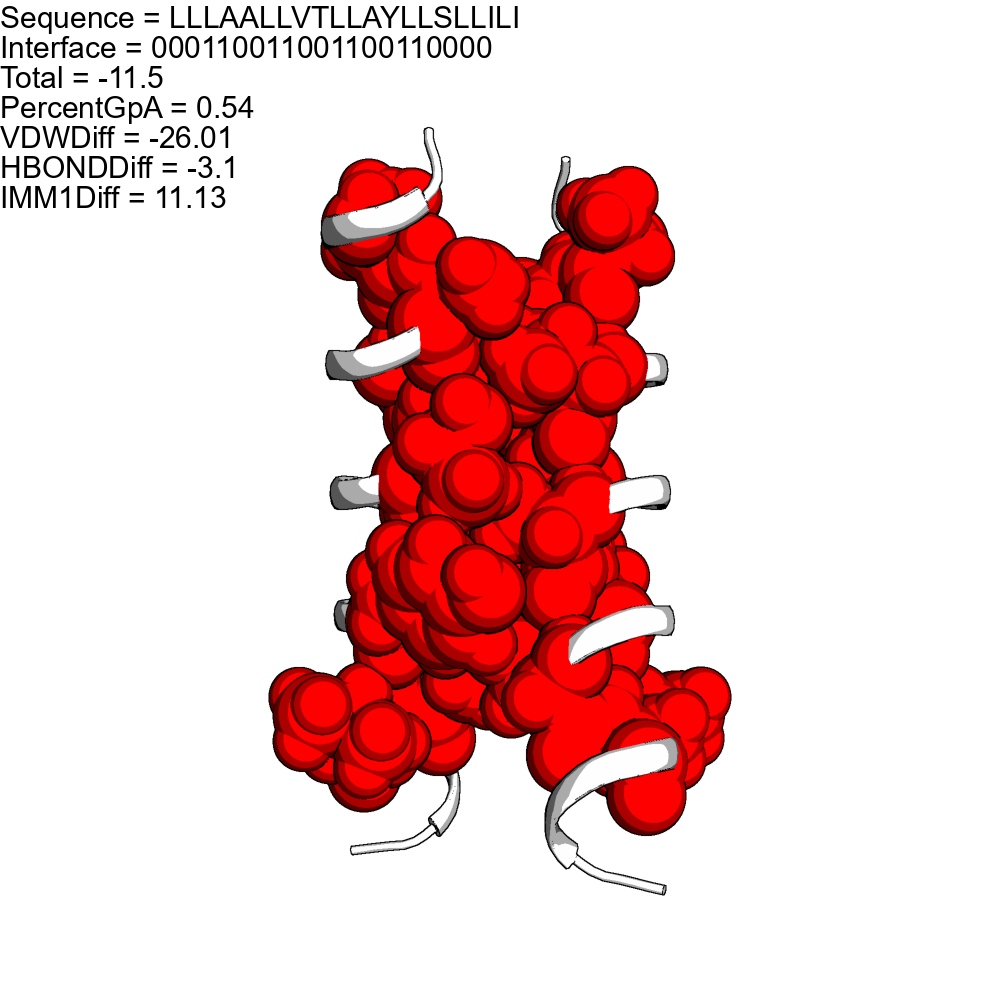 Sequence = LLLAALLVTLLAYLLSLLILI
Interface = 000110011001100110000
Total = -11.5
PercentGpA = 0.54
VDWDiff = -26.01
HBONDDiff = -3.1
IMM1Diff = 11.13